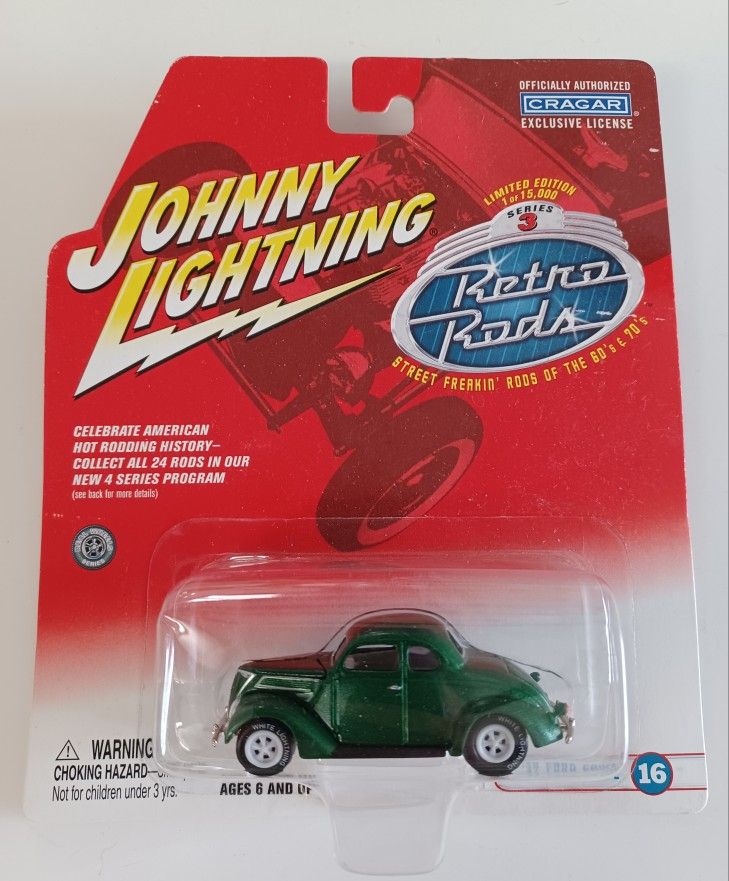 OFFICIALLY AUTHORIZED
CRAGAR®
EXCLUSIVE LICENSE
JOHNNY
LIGHTNING®
LIMITED EDITION
1 of 15,000
SERIES
3
Retro
Rods
STREET FREAKIN' RODS OF THE 60's & 70's
CELEBRATE AMERICAN
HOT RODDING HISTORY–
COLLECT ALL 24 RODS IN OUR
NEW 4 SERIES PROGRAM
(see back for more details)
SERIES
WHITE LIGHTNING
WHITE LIGHTNING
WARNING
CHOKING HAZARD—
Not for children under 3 yrs.
AGES 6 AND UP
FORD
16